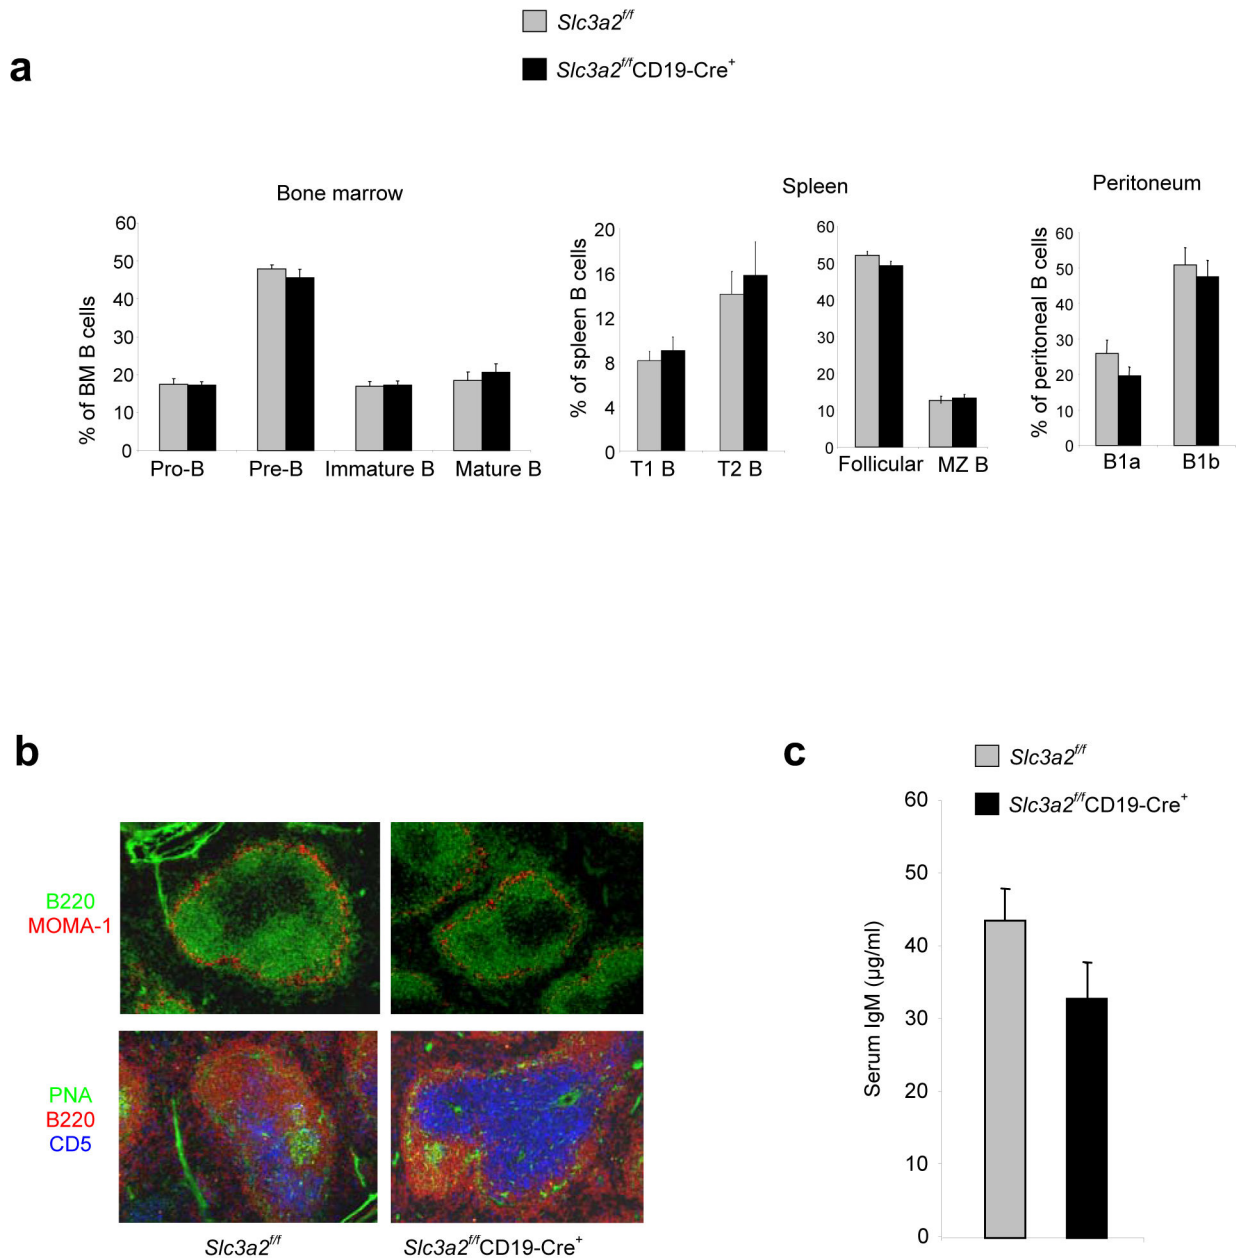 Slc3a2f/f
a
Slc3a2f/fCD19-Cre+
Bone marrow
Spleen
Peritoneum
% of BM B cells
60
50
40
30
20
10
0
Pro-B Pre-B Immature B Mature B
% of spleen B cells
20
16
12
8
4
0
T1 B T2 B
60
50
40
30
20
10
0
Follicular MZ B
% of peritoneal B cells
60
50
40
30
20
10
0
B1a B1b
b
B220
MOMA-1
PNA
B220
CD5
Slc3a2f/f Slc3a2f/fCD19-Cre+
c
Slc3a2f/f
Slc3a2f/fCD19-Cre+
Serum IgM (µg/ml)
60
50
40
30
20
10
0